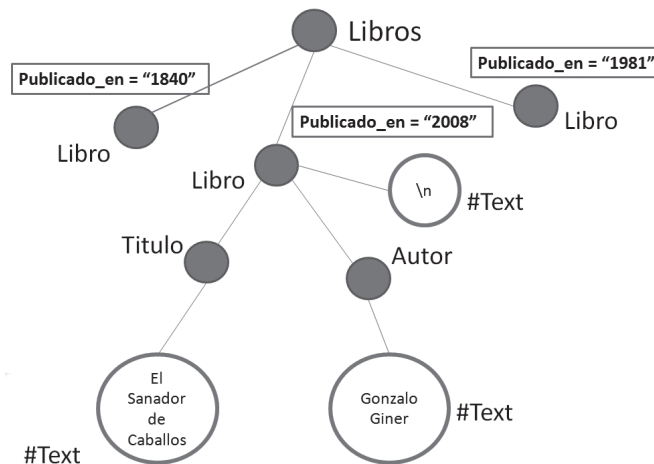 Libros
Publicado_en = “1840”
Publicado_en = “1981”
Libro
Publicado_en = “2008”
Libro
Libro
\n
#Text
Titulo
Autor
El
Sanador
de
Caballos
#Text
Gonzalo
Giner
#Text